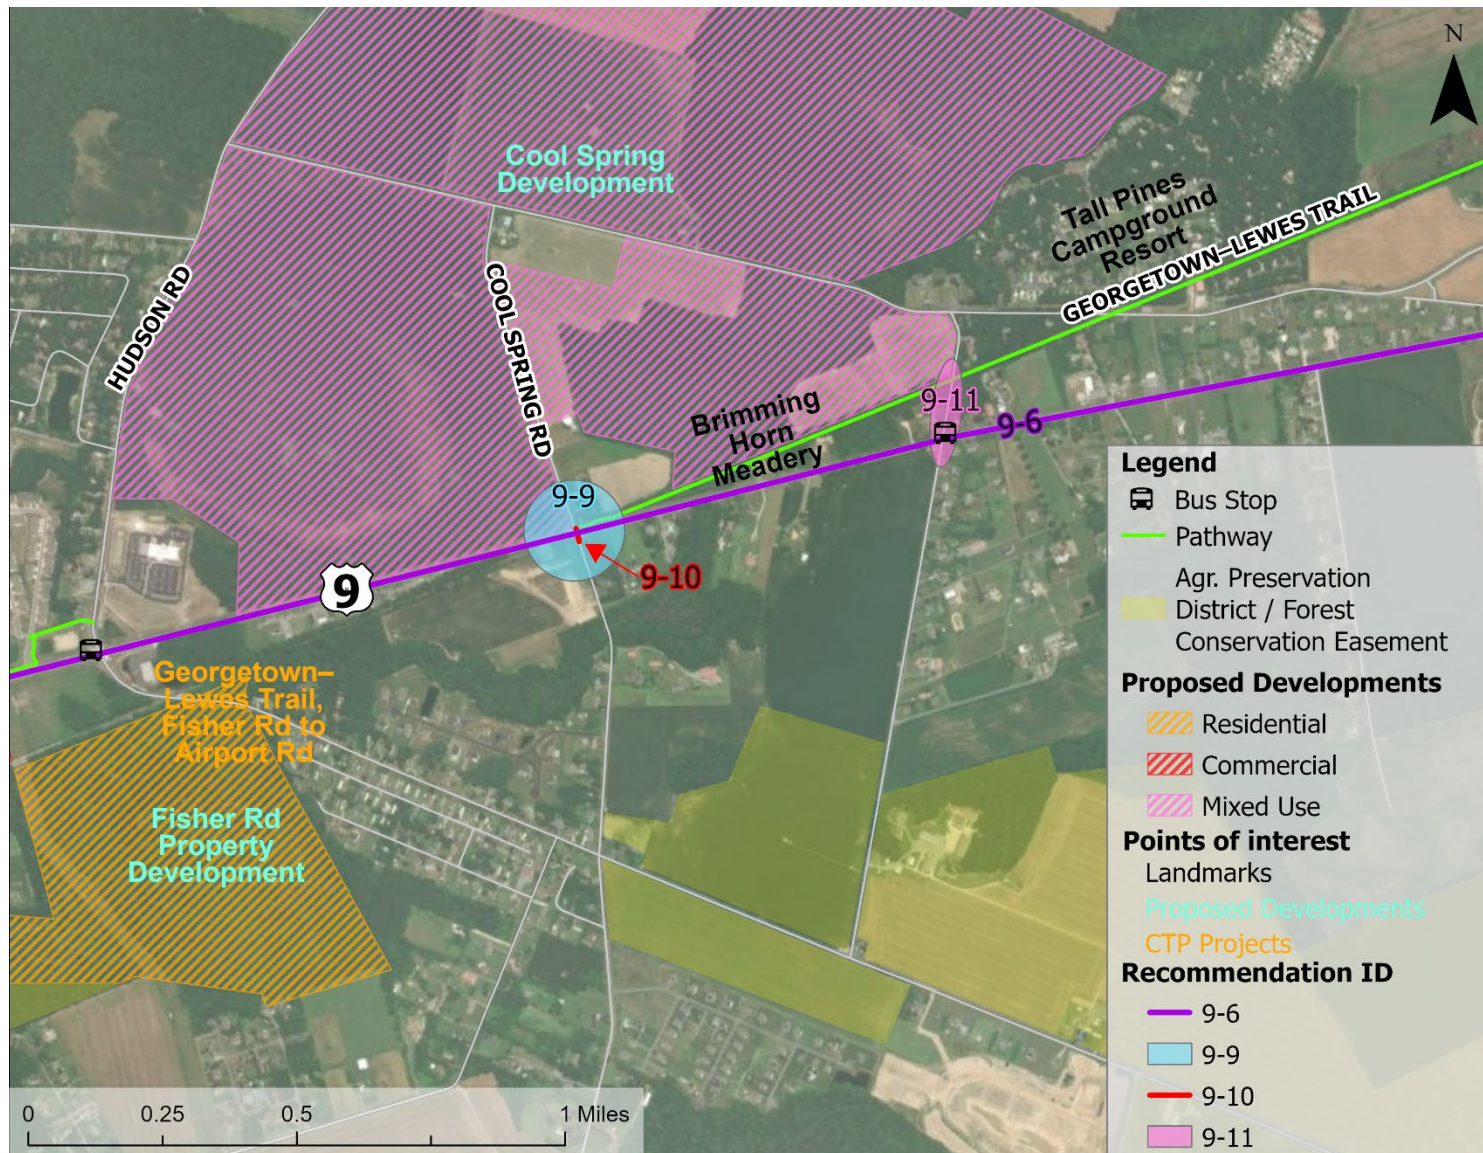 N
Cool Spring
Development
Tall Pines
Campground
Resort
GEORGETOWN–LEWES TRAIL
HUDSON RD
COOL SPRING RD
Brimming
Horn
Meadery
9-11
9-6
9-9
9-10
9
Georgetown–
Lewes Trail,
Fisher Rd to
Airport Rd
Fisher Rd
Property
Development
Legend
Bus Stop
Pathway
Agr. Preservation
District / Forest
Conservation Easement
Proposed Developments
Residential
Commercial
Mixed Use
Points of interest
Landmarks
Proposed Developments
CTP Projects
Recommendation ID
9-6
9-9
9-10
9-11
0 0.25 0.5 1 Miles